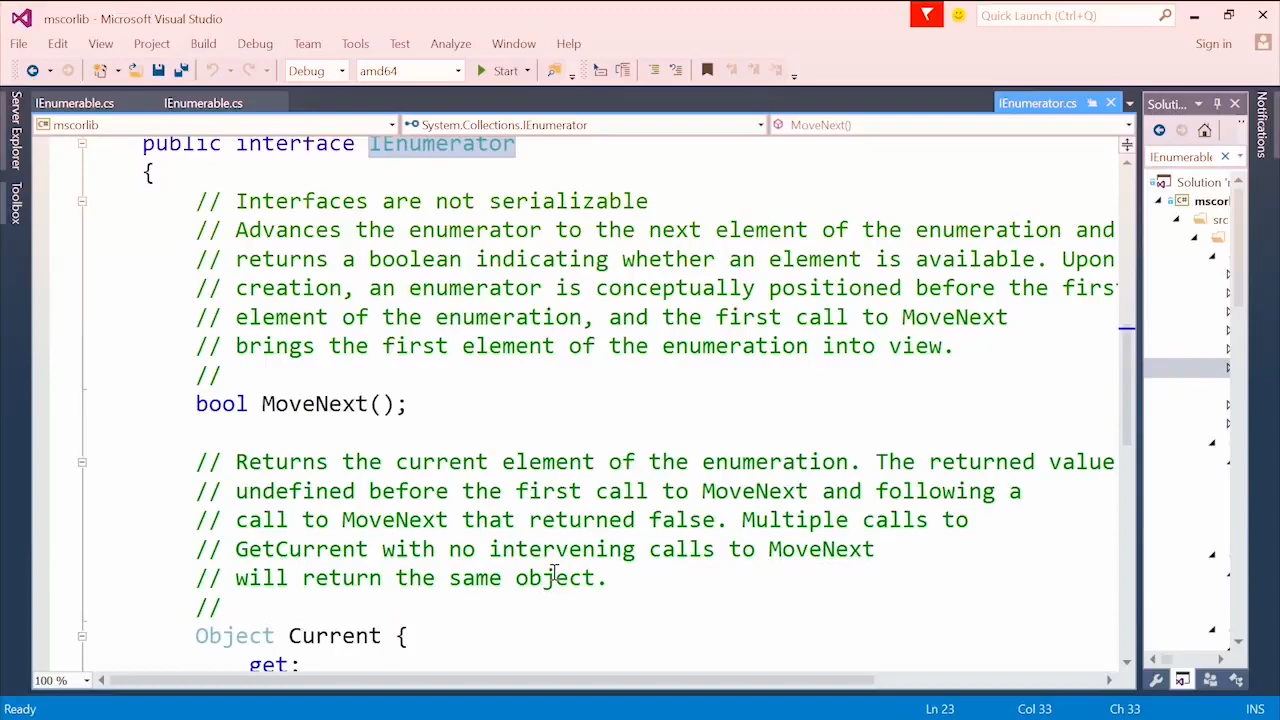 mscorlib - Microsoft Visual Studio
Quick Launch (Ctrl+Q)
File Edit View Project Build Debug Team Tools Test Analyze Window Help
Sign in
Debug amd64 Start
Server Explorer
Toolbox
IEnumerable.cs IEnumerable.cs IEnumerator.cs
mscorlib System.Collections.IEnumerator MoveNext()
public interface IEnumerator
{
// Interfaces are not serializable
// Advances the enumerator to the next element of the enumeration and
// returns a boolean indicating whether an element is available. Upon
// creation, an enumerator is conceptually positioned before the firs
// element of the enumeration, and the first call to MoveNext
// brings the first element of the enumeration into view.
//
bool MoveNext();
// Returns the current element of the enumeration. The returned value
// undefined before the first call to MoveNext and following a
// call to MoveNext that returned false. Multiple calls to
// GetCurrent with no intervening calls to MoveNext
// will return the same object.
//
Object Current {
get;
100 %
Soluti...
IEnumerable
Solution '
mscorl
src
Notifications
Ready Ln 23 Col 33 Ch 33 INS